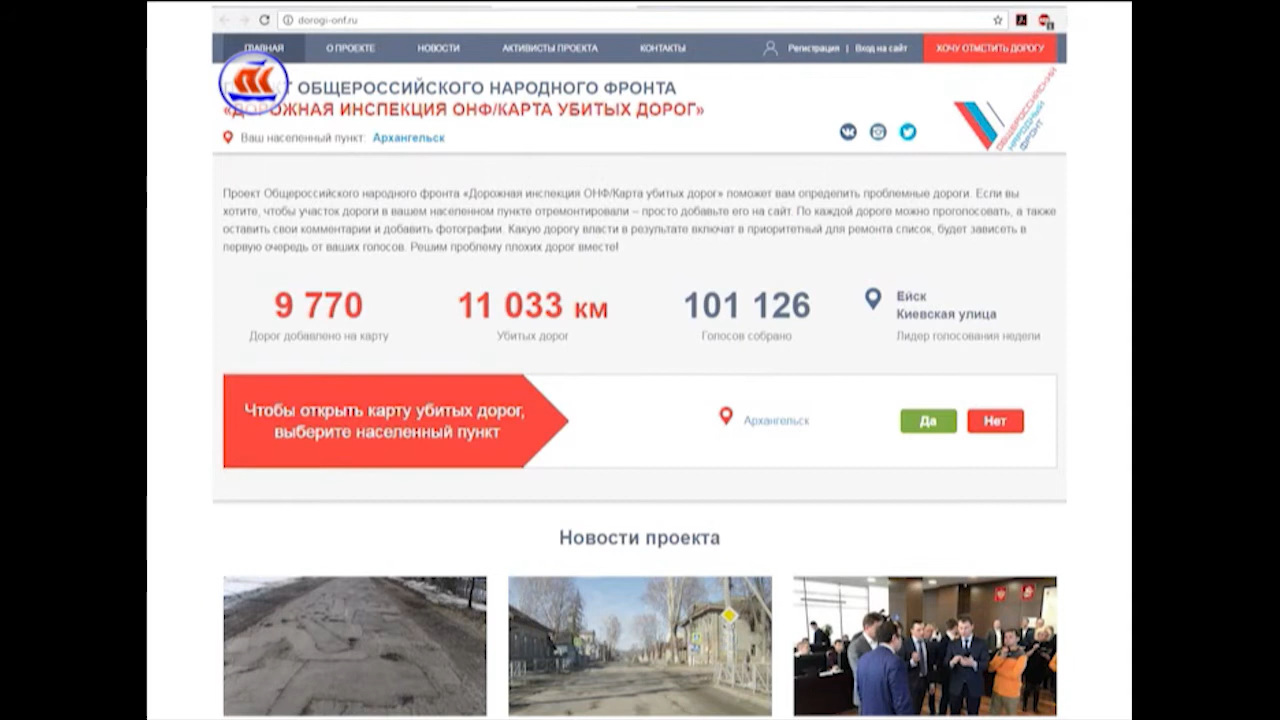 dorogi-onf.ru
ГЛАВНАЯ О ПРОЕКТЕ НОВОСТИ АКТИВИСТЫ ПРОЕКТА КОНТАКТЫ Регистрация | Вход на сайт ХОЧУ ОТМЕТИТЬ ДОРОГУ
ОБЩЕРОССИЙСКОГО НАРОДНОГО ФРОНТА
«ДОРОЖНАЯ ИНСПЕКЦИЯ ОНФ/КАРТА УБИТЫХ ДОРОГ»
Ваш населенный пункт: Архангельск
ОБЩЕРОССИЙСКИЙ
НАРОДНЫЙ
ФРОНТ
Проект Общероссийского народного фронта «Дорожная инспекция ОНФ/Карта убитых дорог» поможет вам определить проблемные дороги. Если вы
хотите, чтобы участок дороги в вашем населенном пункте отремонтировали – просто добавьте его на сайт. По каждой дороге можно проголосовать, а также
оставить свои комментарии и добавить фотографии. Какую дорогу власти в результате включат в приоритетный для ремонта список, будет зависеть в
первую очередь от ваших голосов. Решим проблему плохих дорог вместе!
9 770 11 033 км 101 126
Дорог добавлено на карту Убитых дорог Голосов собрано
Ейск
Киевская улица
Лидер голосования недели
Чтобы открыть карту убитых дорог,
выберите населенный пункт
Архангельск Да Нет
Новости проекта